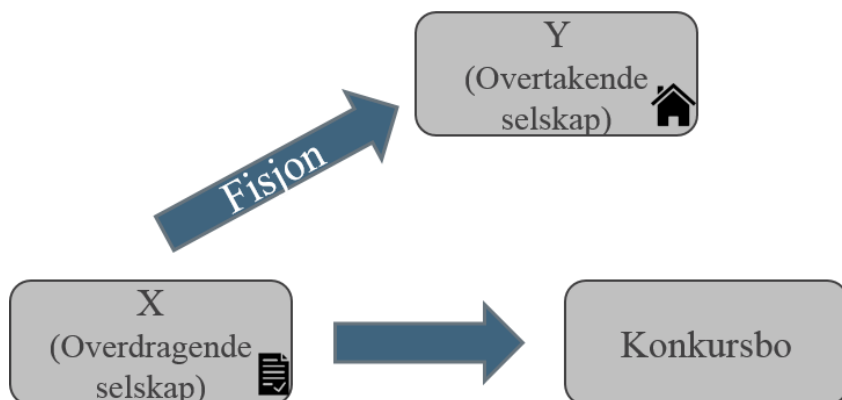 Y
(Overtakende
selskap)
Fisjon
X
(Overdragende
selskap)
Konkursbo